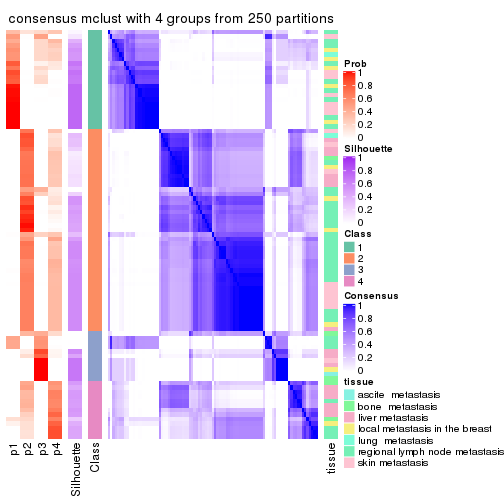 consensus mclust with 4 groups from 250 partitions
Prob
1
0.8
0.6
0.4
0.2
0
Silhouette
1
0.8
0.6
0.4
0.2
0
Class
1
2
3
4
Consensus
1
0.8
0.6
0.4
0.2
0
tissue
ascite metastasis
bone metastasis
liver metastasis
local metastasis in the breast
lung metastasis
regional lymph node metastasis
skin metastasis
p1
p2
p3
p4
Silhouette
Class
tissue